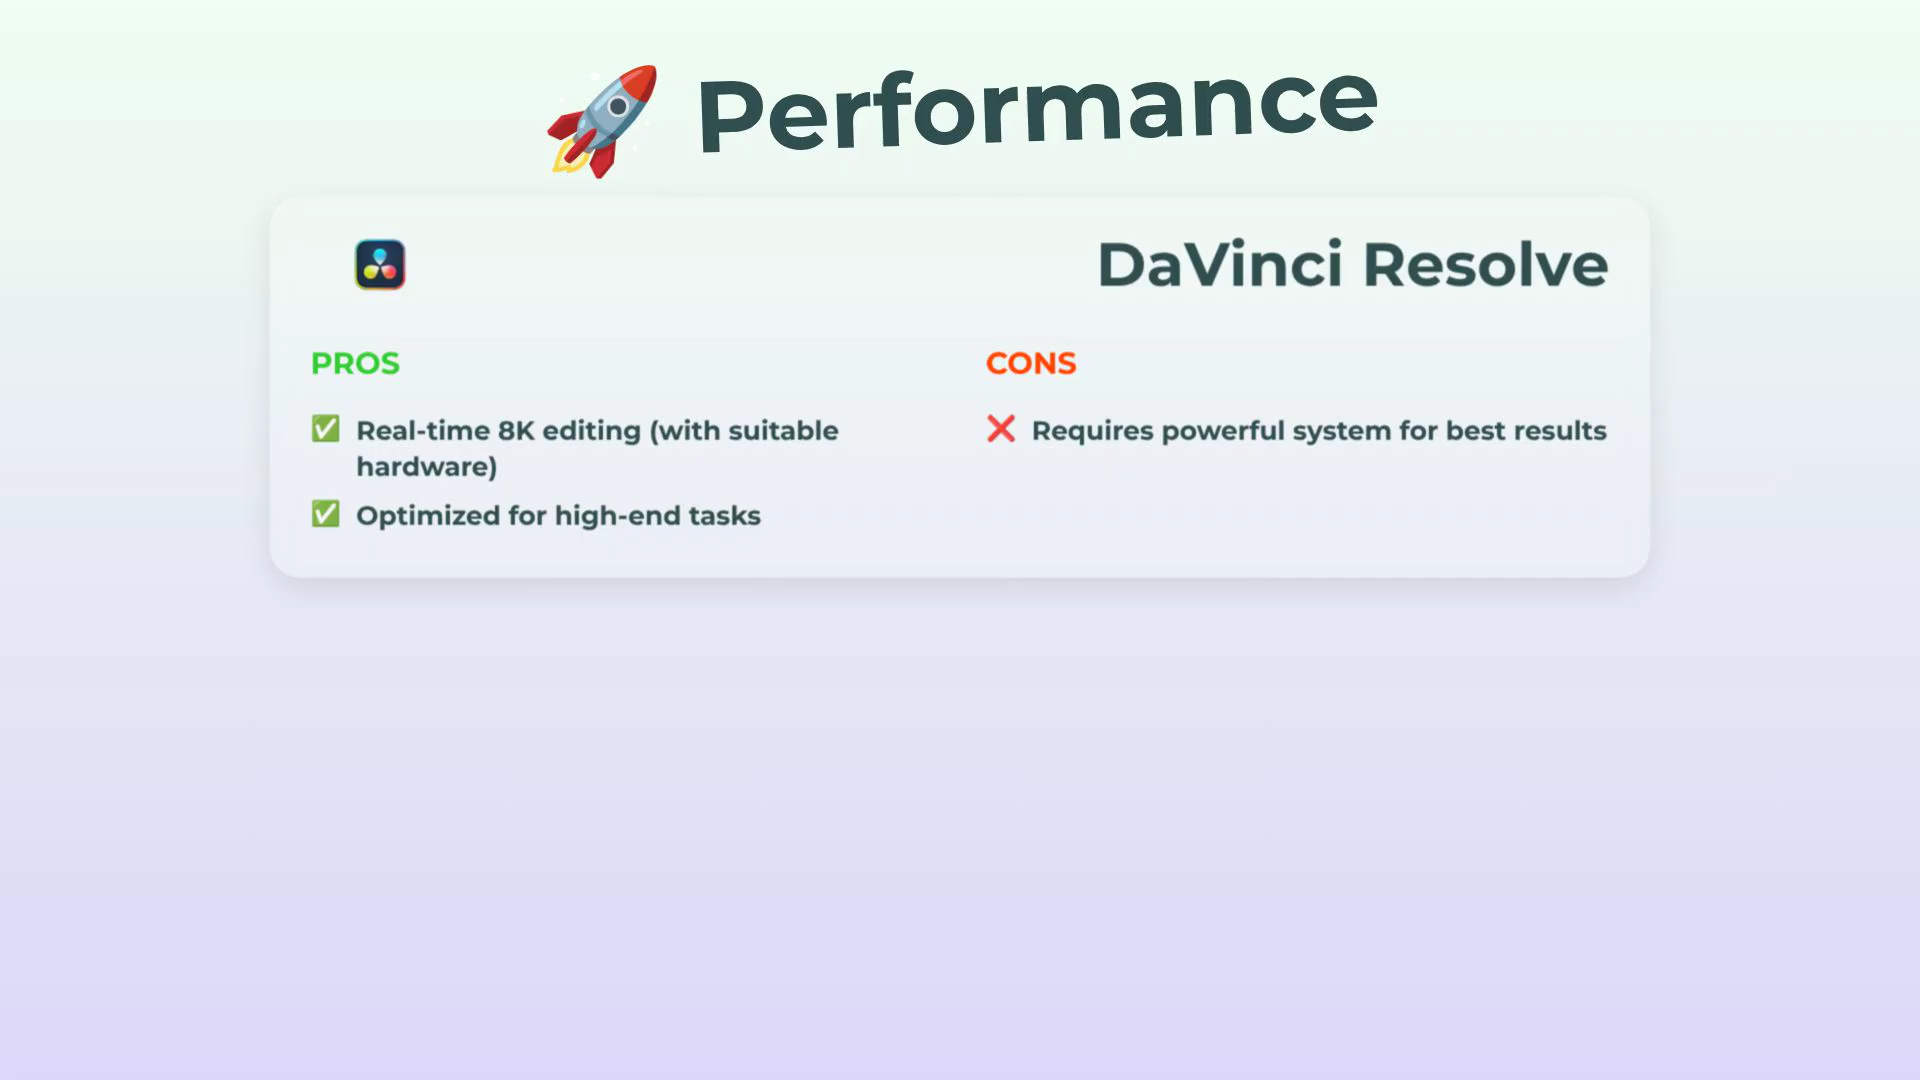 Performance
DaVinci Resolve
PROS
✅ Real-time 8K editing (with suitable
hardware)
✅ Optimized for high-end tasks
CONS
❌ Requires powerful system for best results